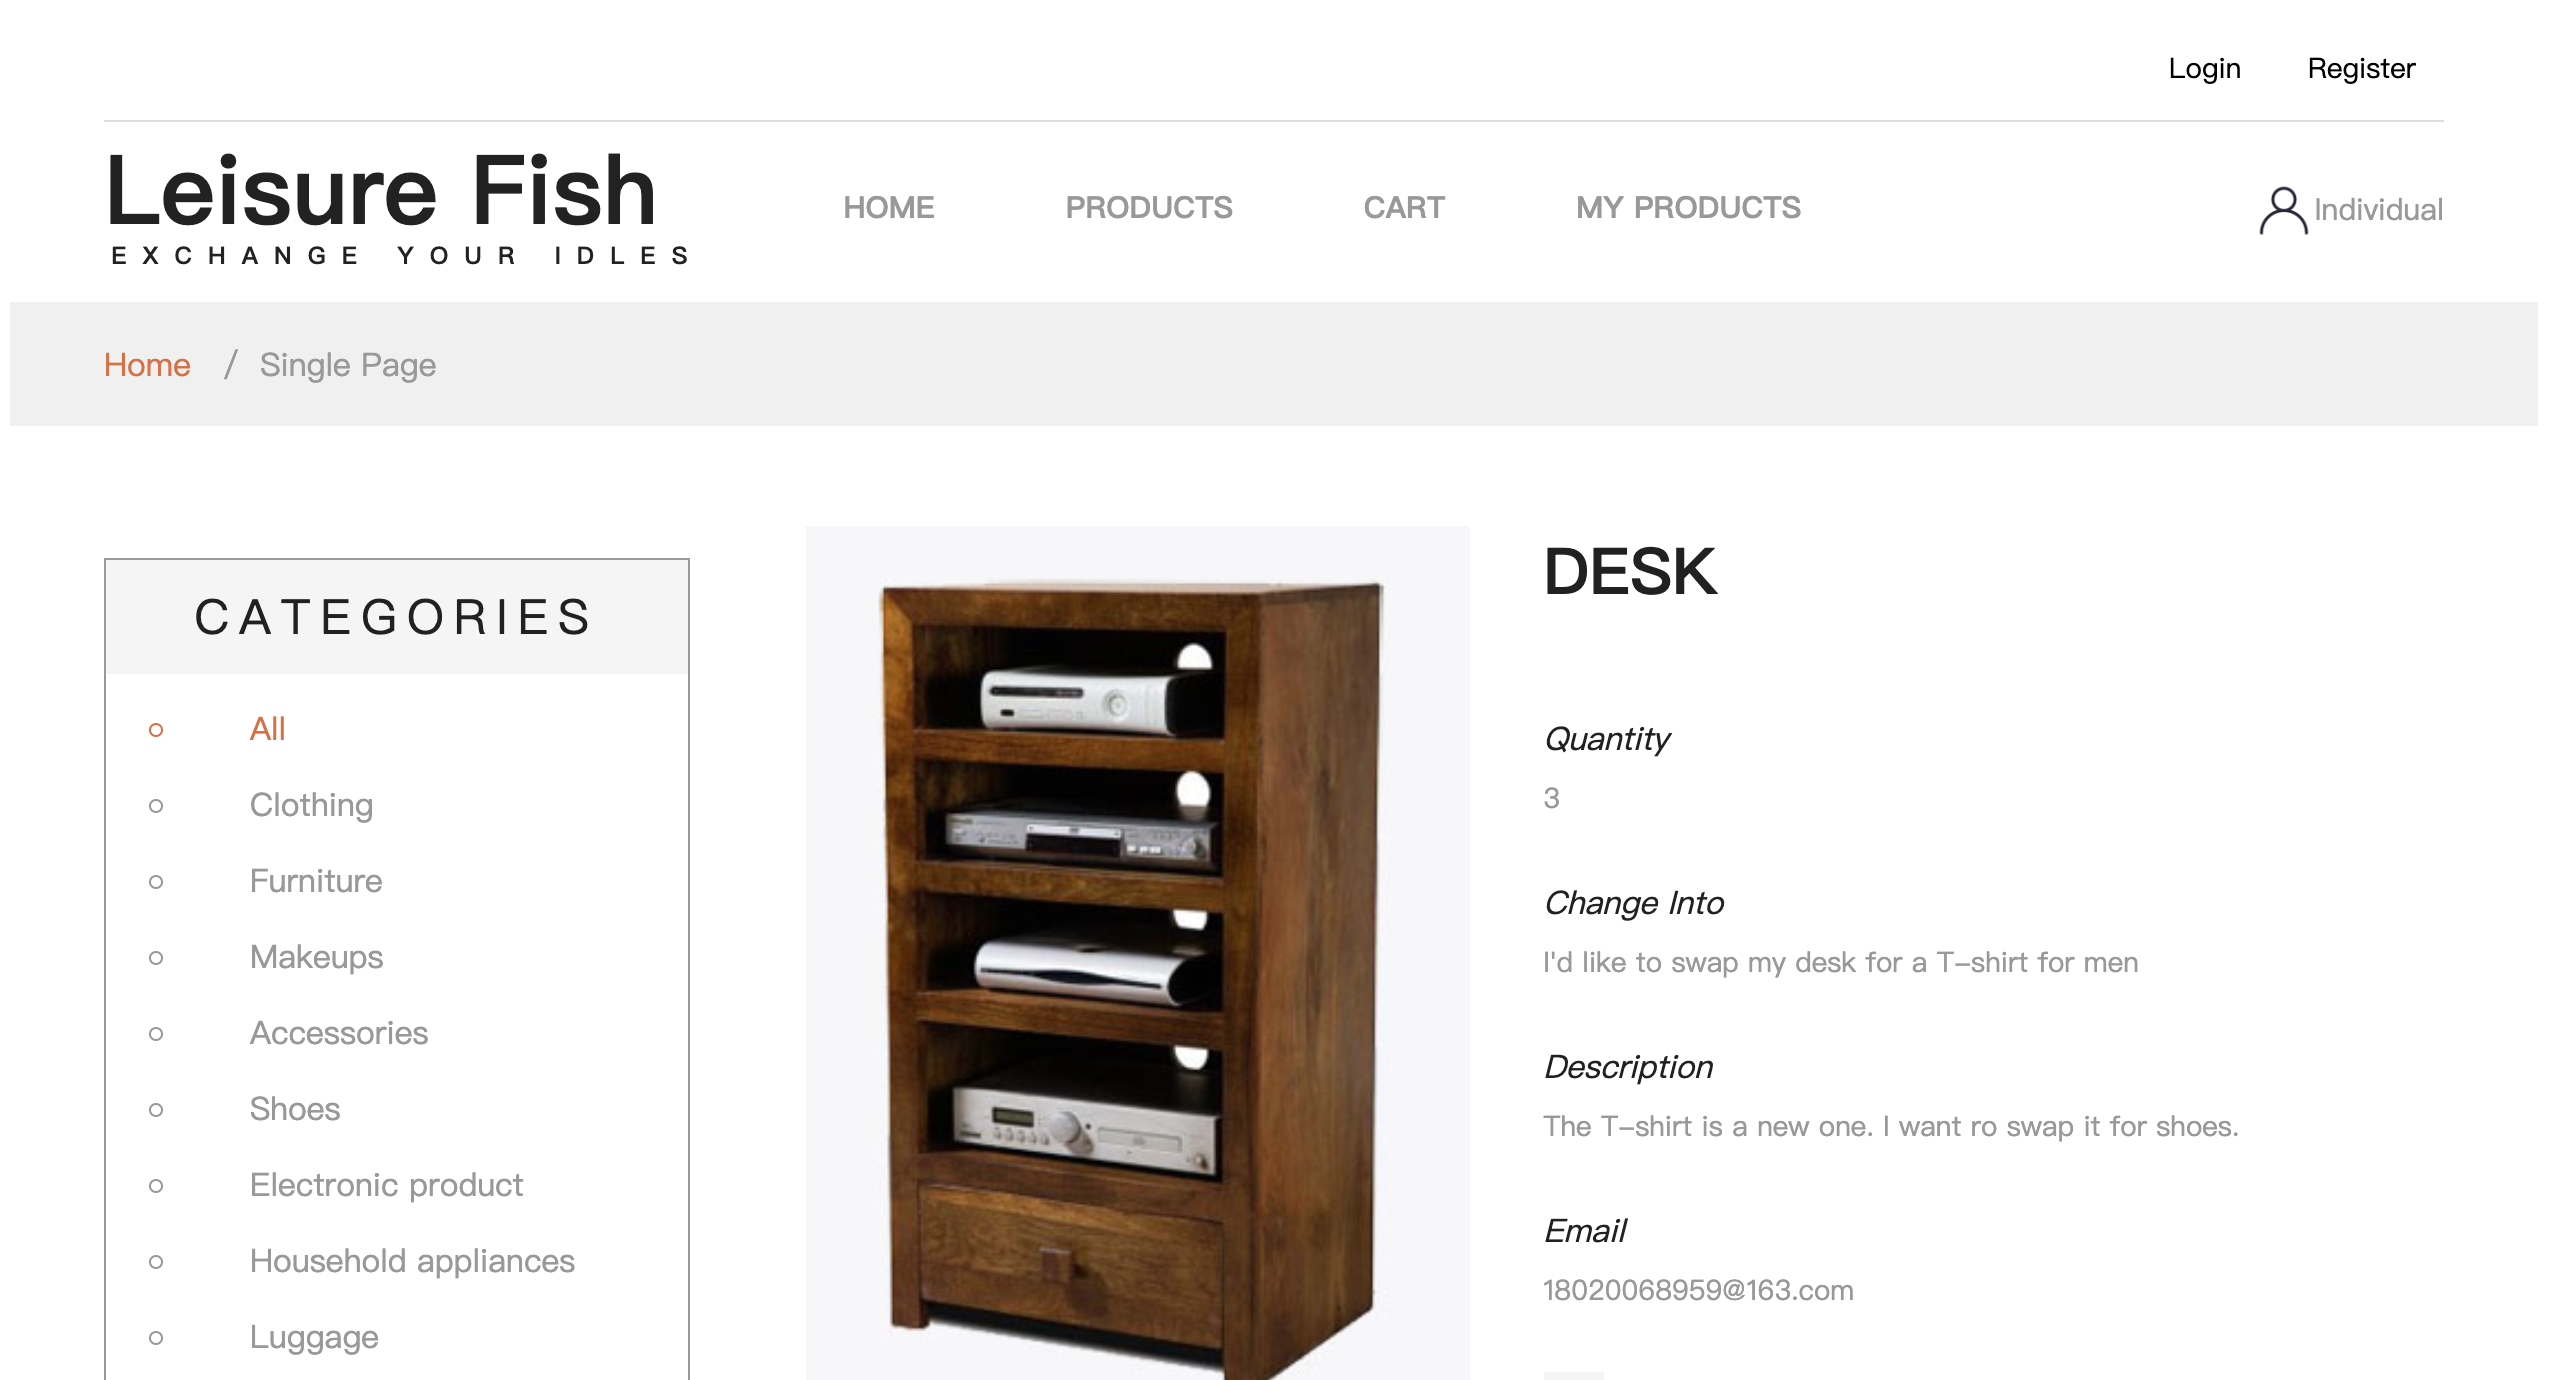 Login Register
Leisure Fish
EXCHANGE YOUR IDLES
HOME PRODUCTS CART MY PRODUCTS
Individual
Home / Single Page
CATEGORIES
All
Clothing
Furniture
Makeups
Accessories
Shoes
Electronic product
Household appliances
Luggage
DESK
Quantity
3
Change Into
I'd like to swap my desk for a T-shirt for men
Description
The T-shirt is a new one. I want ro swap it for shoes.
Email
18020068959@163.com